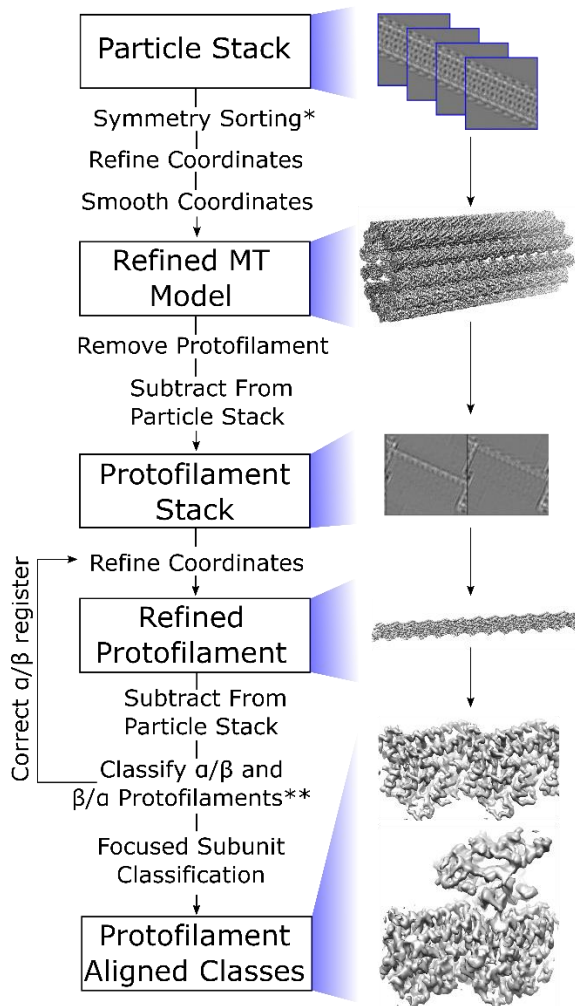 Particle Stack
Symmetry Sorting*
Refine Coordinates
Smooth Coordinates
Refined MT
Model
Remove Protofilament
Subtract From
Particle Stack
Protofilament
Stack
Refine Coordinates
Refined
Protofilament
Subtract From
Particle Stack
Correct α/β register
Classify α/β and
β/α Protofilaments**
Focused Subunit
Classification
Protofilament
Aligned Classes